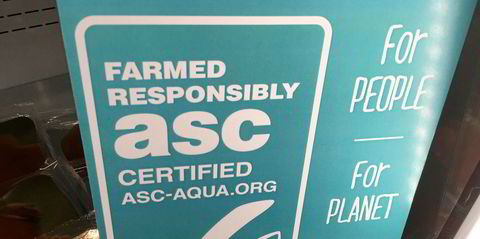 FARMED
RESPONSIBLY
asc
CERTIFIED
ASC-AQUA.ORG
For
PEOPLE
For
PLANET